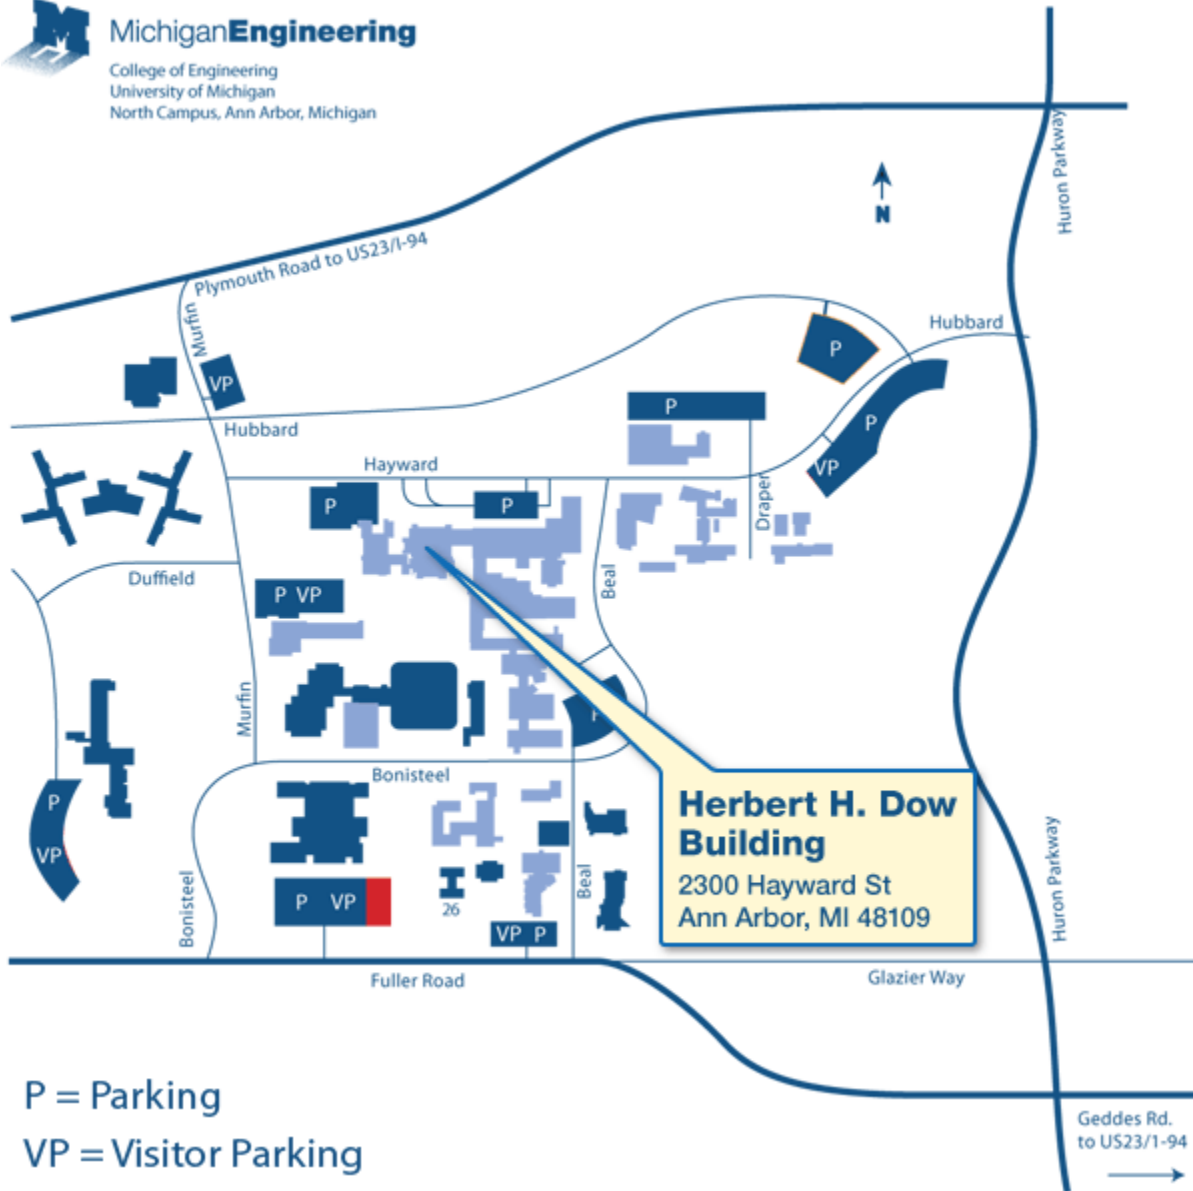 M
MichiganEngineering
College of Engineering
University of Michigan
North Campus, Ann Arbor, Michigan
Huron Parkway
N
Plymouth Road to US23/I-94
Murfin
Hubbard
P
VP
P
P
Hubbard
Hayward
VP
P
P
Draper
Duffield
P VP
Beal
Murfin
P
Bonisteel
Herbert H. Dow
Building
2300 Hayward St
Ann Arbor, MI 48109
P
VP
Huron Parkway
Bonisteel
P VP
26
Beal
VP P
Fuller Road
Glazier Way
P = Parking
VP = Visitor Parking
Geddes Rd.
to US23/1-94